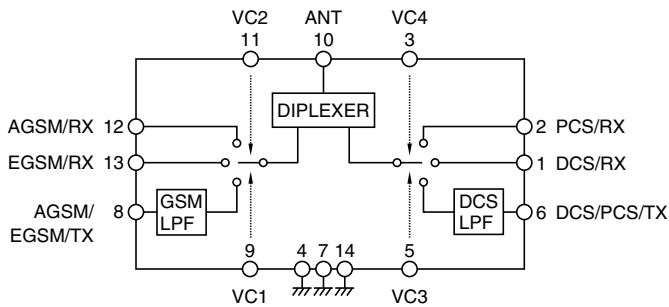 VC2 ANT VC4
11 10 3
DIPLEXER
AGSM/RX 12
2 PCS/RX
EGSM/RX 13
1 DCS/RX
AGSM/
EGSM/TX
8
GSM
LPF
DCS
LPF
6 DCS/PCS/TX
9 4 7 14 5
VC1 VC3